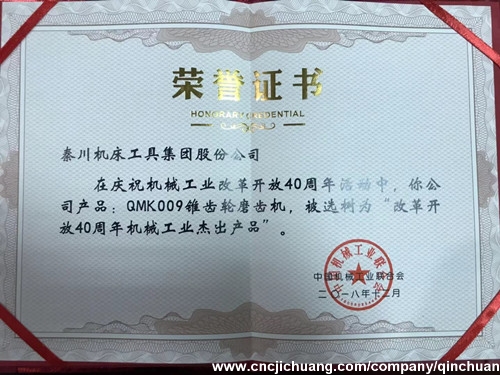 荣誉证书
HONORARY CREDENTIAL
秦川机床工具集团股份公司
在庆祝机械工业改革开放40周年活动中，你公
司产品：QMK009锥齿轮磨齿机，被选树为“改革开
放40周年机械工业杰出产品”。
中国机械工业联合会
二〇一八年十二月
www.cncjichuang.com/company/qinchuan